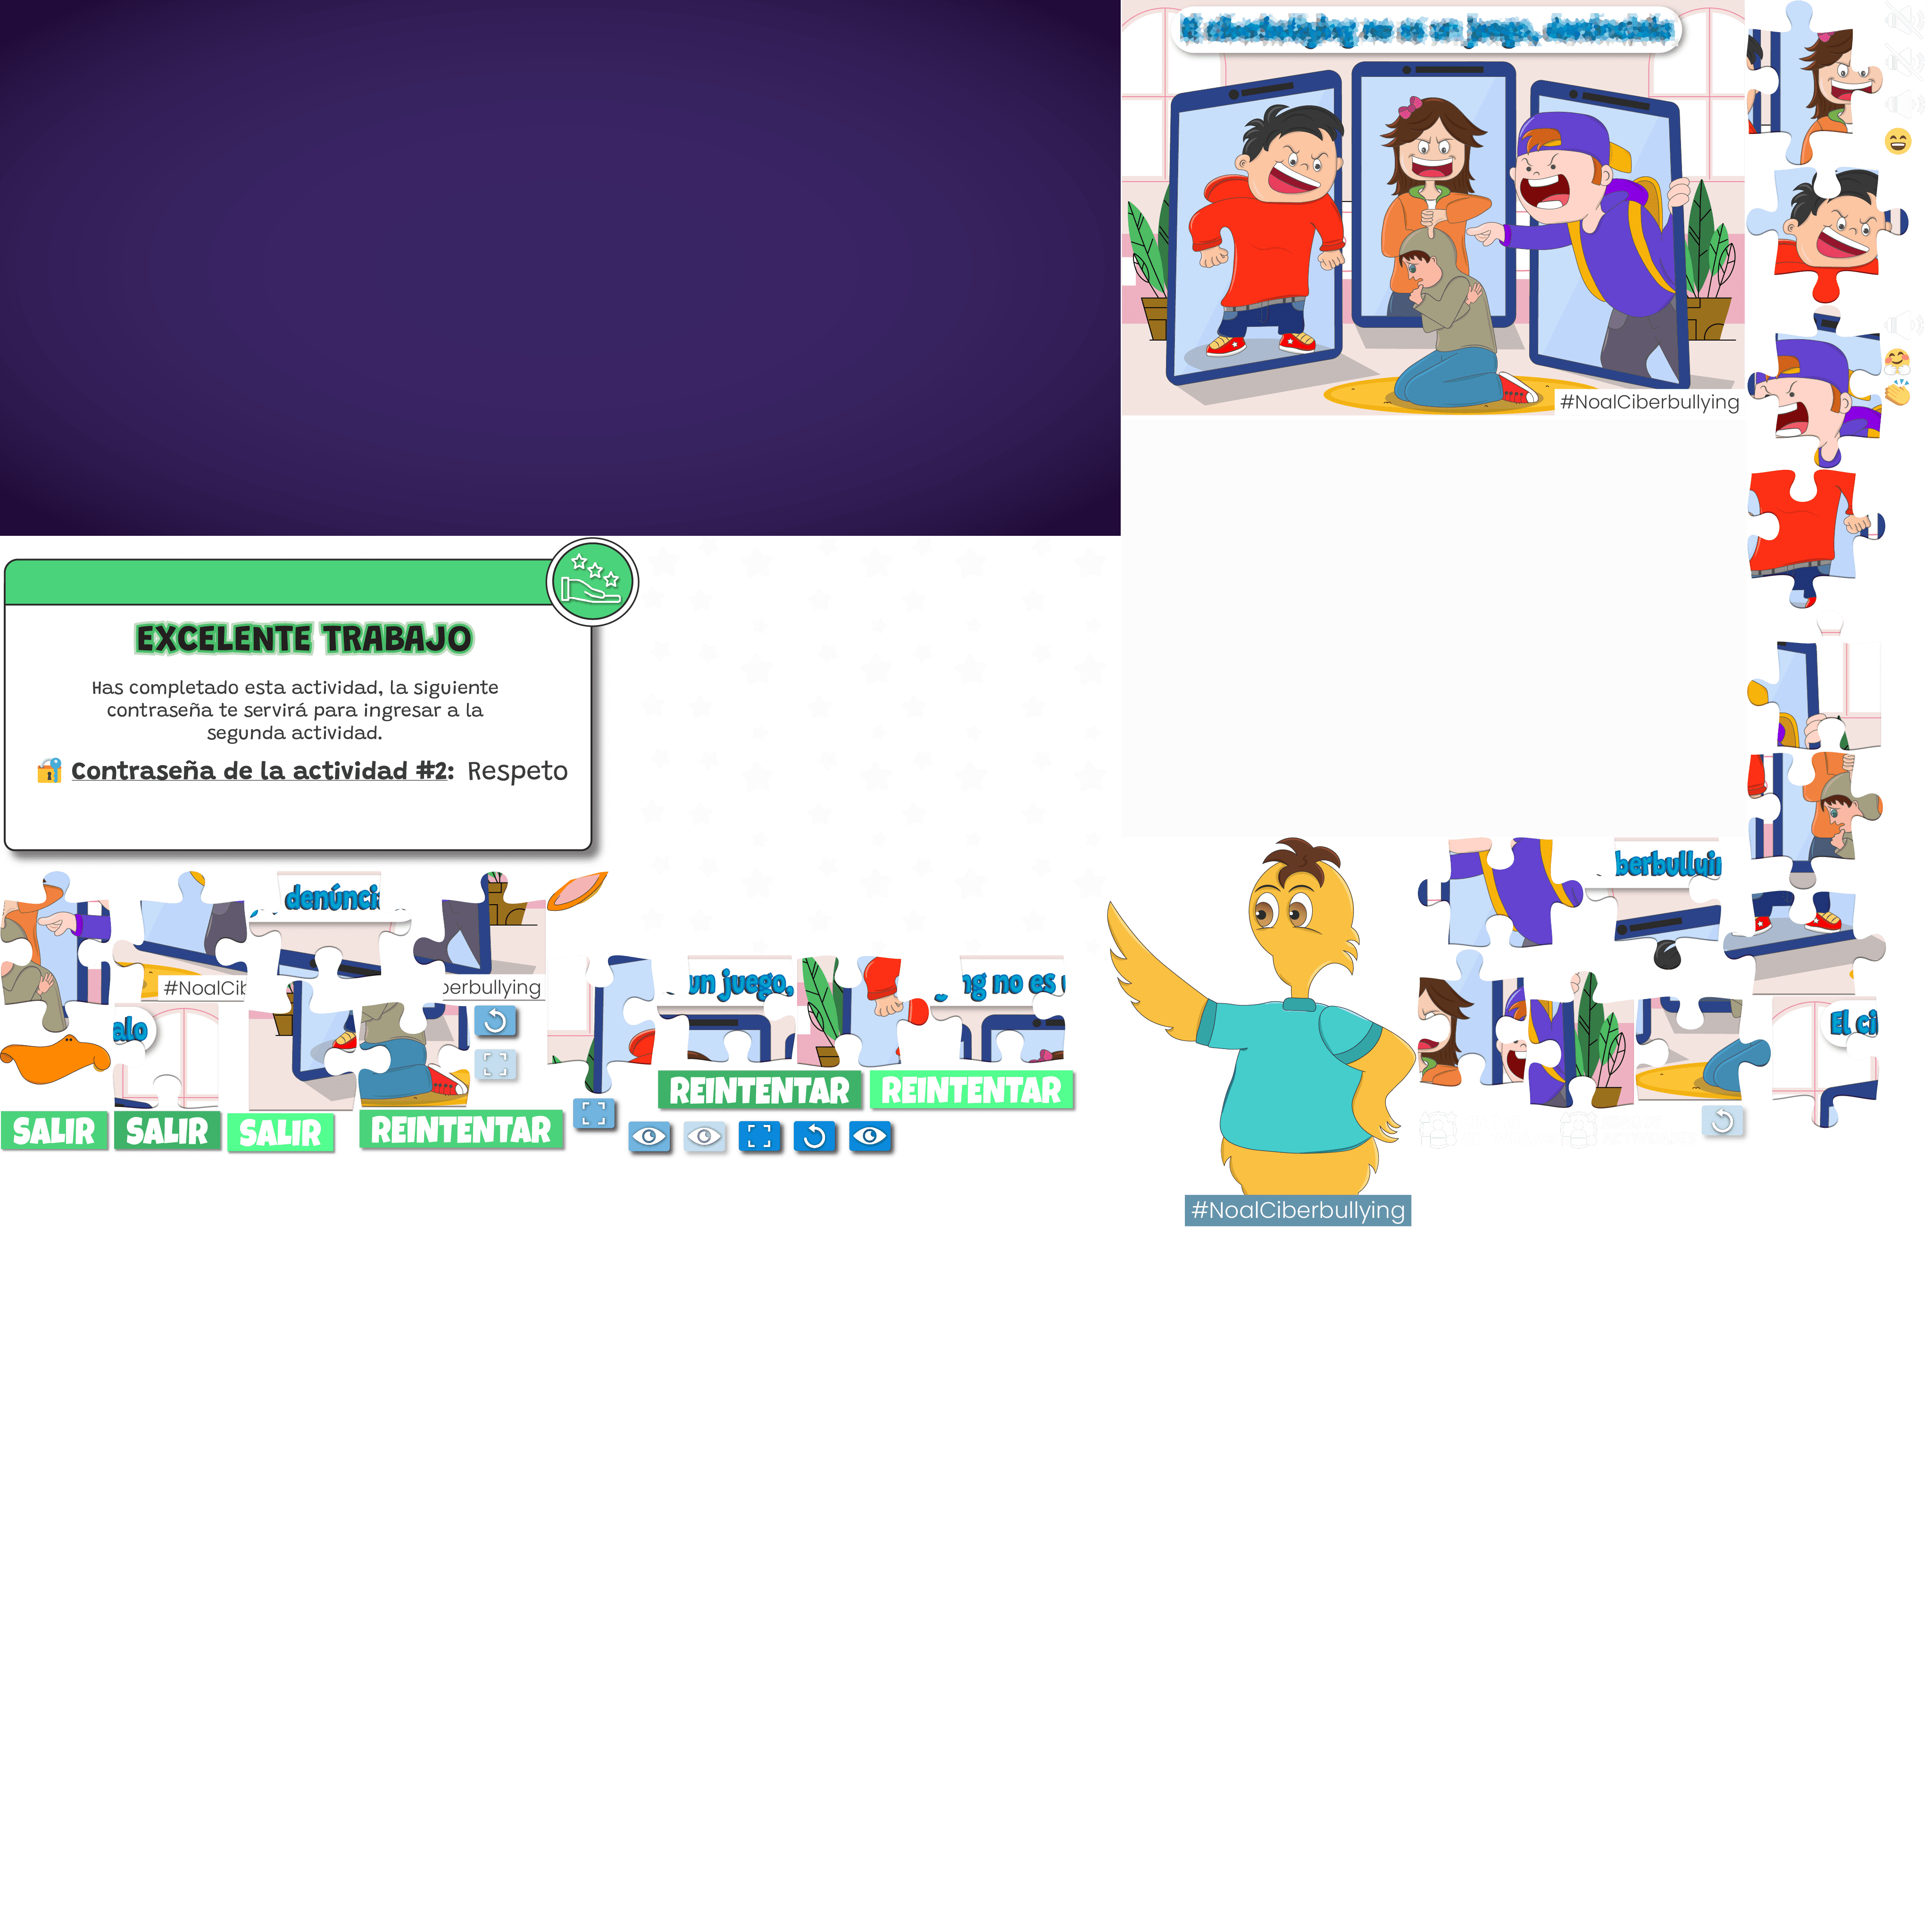 #NoalCiberbullying
EXCELENTE TRABAJO
Has completado esta actividad, la siguiente
contraseña te servirá para ingresar a la
segunda actividad.
Contraseña de la actividad #2: Respeto
berbullyin
denúnci
#NoalCib
berbullying
un juego,
ng no es u
alo
El ci
REINTENTAR
REINTENTAR
SALIR
SALIR
SALIR
REINTENTAR
#NoalCiberbullying